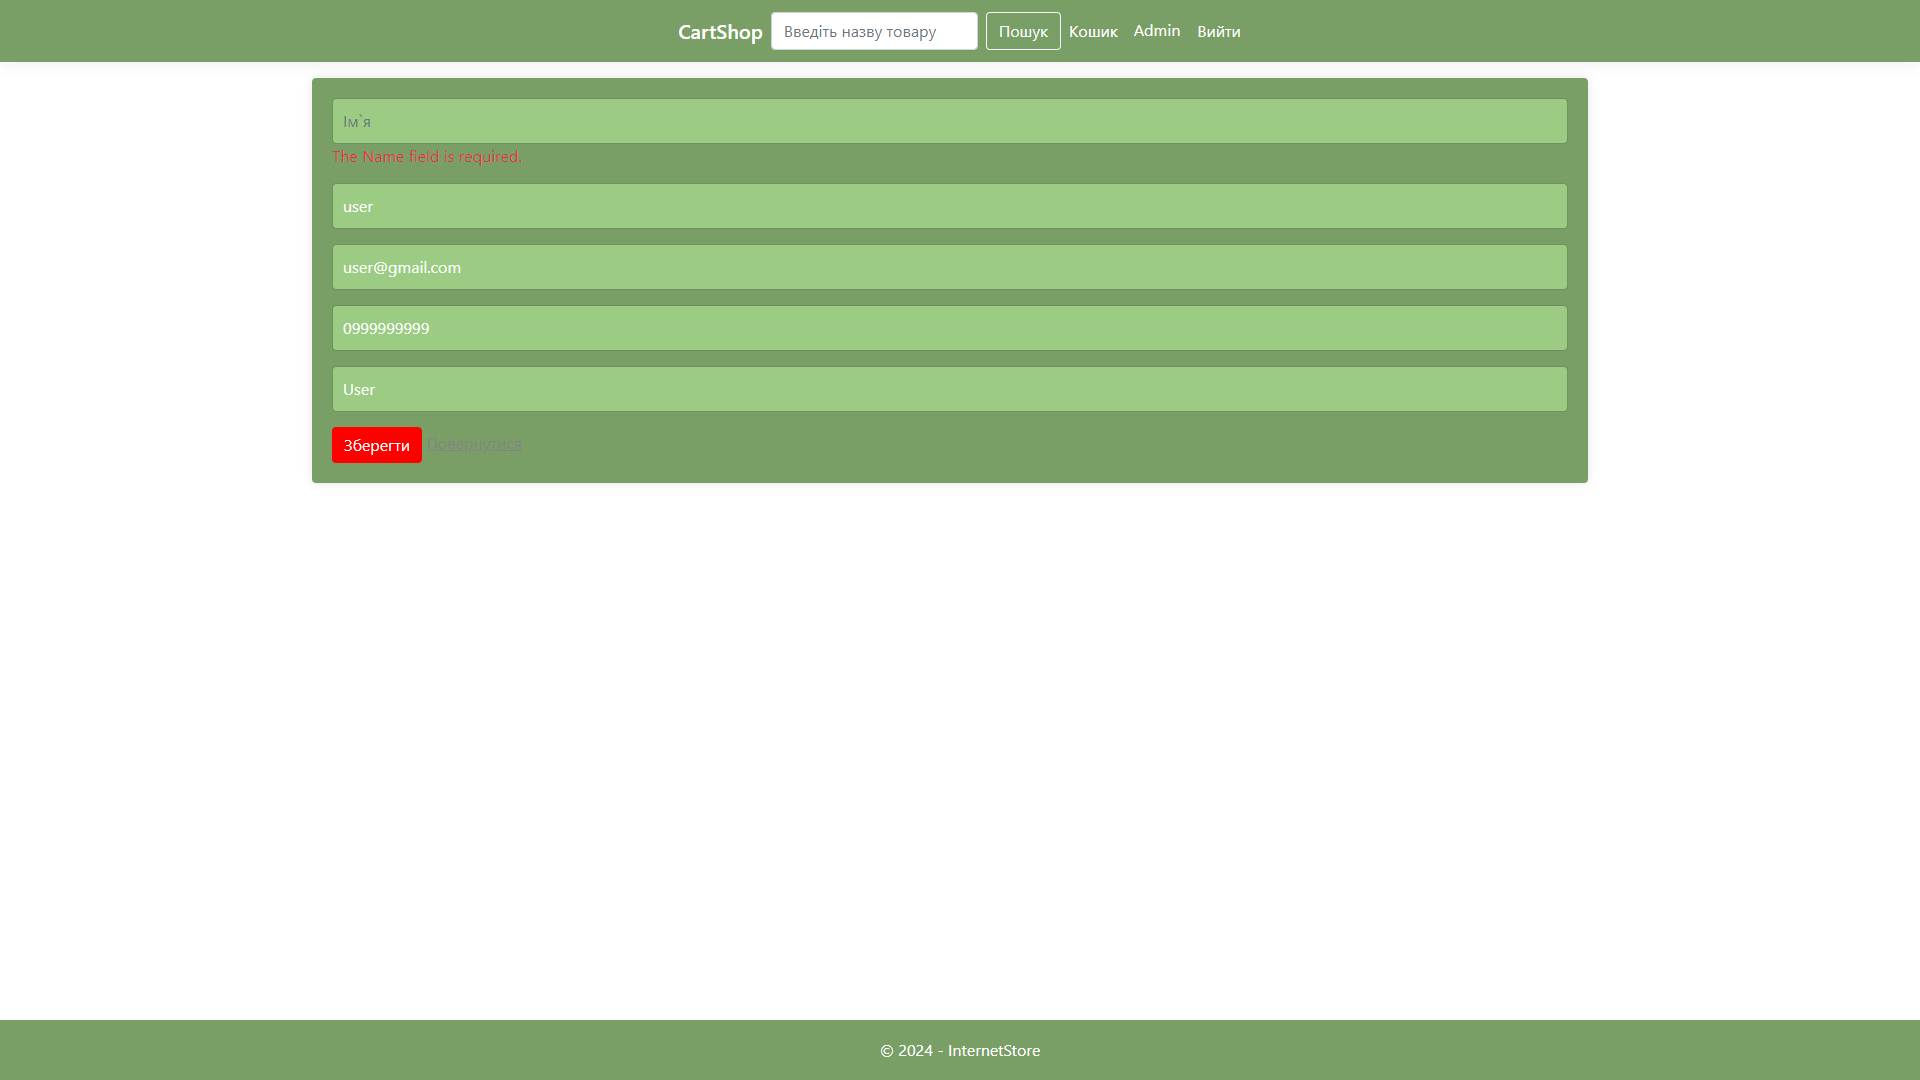 CartShop Введіть назву товару Пошук Кошик Admin Вийти
Ім`я
The Name field is required.
user
user@gmail.com
0999999999
User
Зберегти Повернутися
© 2024 - InternetStore